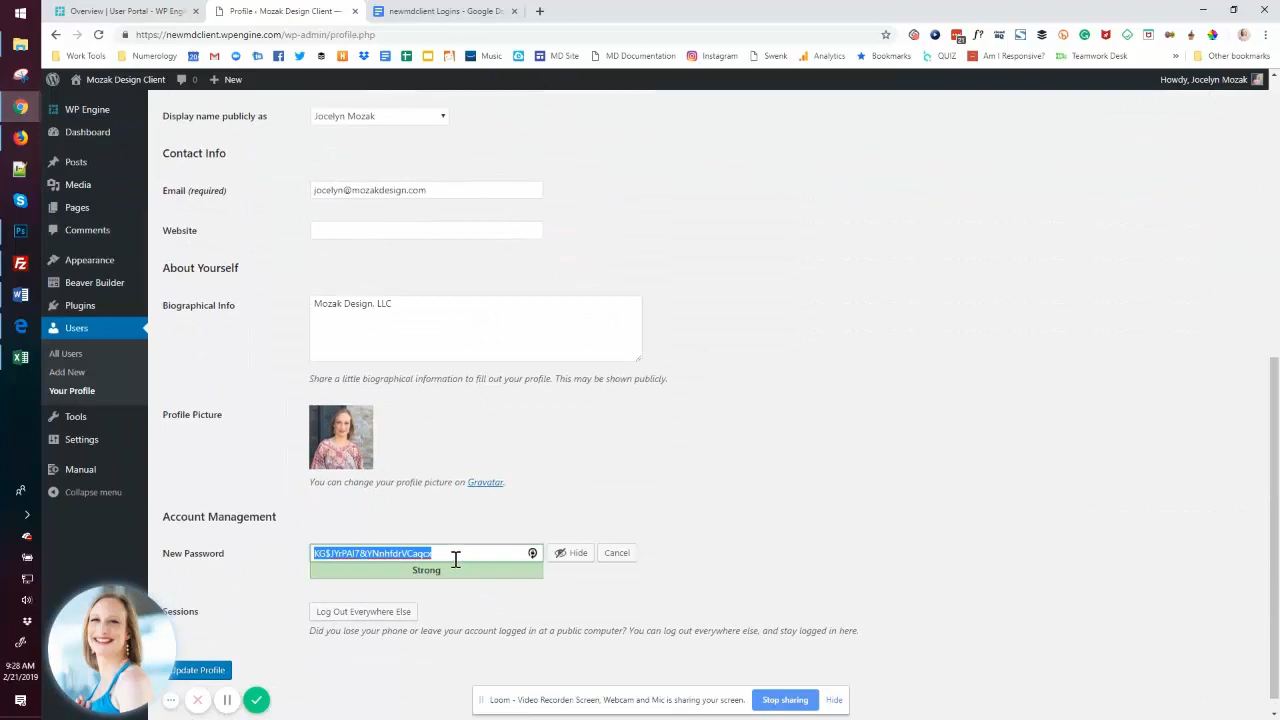 Overview | User Portal - WP Engi
Profile ‹ Mozak Design Client —
newmdclient Logins - Google Do
https://newmdclient.wpengine.com/wp-admin/profile.php
Work Tools
Numerology
Music
MD Site
MD Documentation
Instagram
Swatch
Analytics
Feedback
QUIZ
Am I Responsive?
Teamwork Desk
Other bookmarks
Mozak Design Client
0
New
Howdy, Jocelyn Mozak
WP Engine
Dashboard
Posts
Media
Pages
Comments
Appearance
Beaver Builder
Plugins
Users
All Users
Add New
Your Profile
Tools
Settings
Manual
Collapse menu
Display name publicly as
Jocelyn Mozak
Contact Info
Email (required)
jocelyn@mozakdesign.com
Website
About Yourself
Biographical Info
Mozak Design, LLC
Share a little biographical information to fill out your profile. This may be shown publicly.
Profile Picture
You can change your profile picture on Gravatar.
Account Management
New Password
Hide
Cancel
Strong
Sessions
Log Out Everywhere Else
Did you lose your phone or leave your account logged in at a public computer? You can log out everywhere else, and stay logged in here.
Update Profile
9:28 AM
2/21/2019
Loom - Video Recorder: Screen, Webcam and Mic is sharing your screen.
Stop sharing
Hide